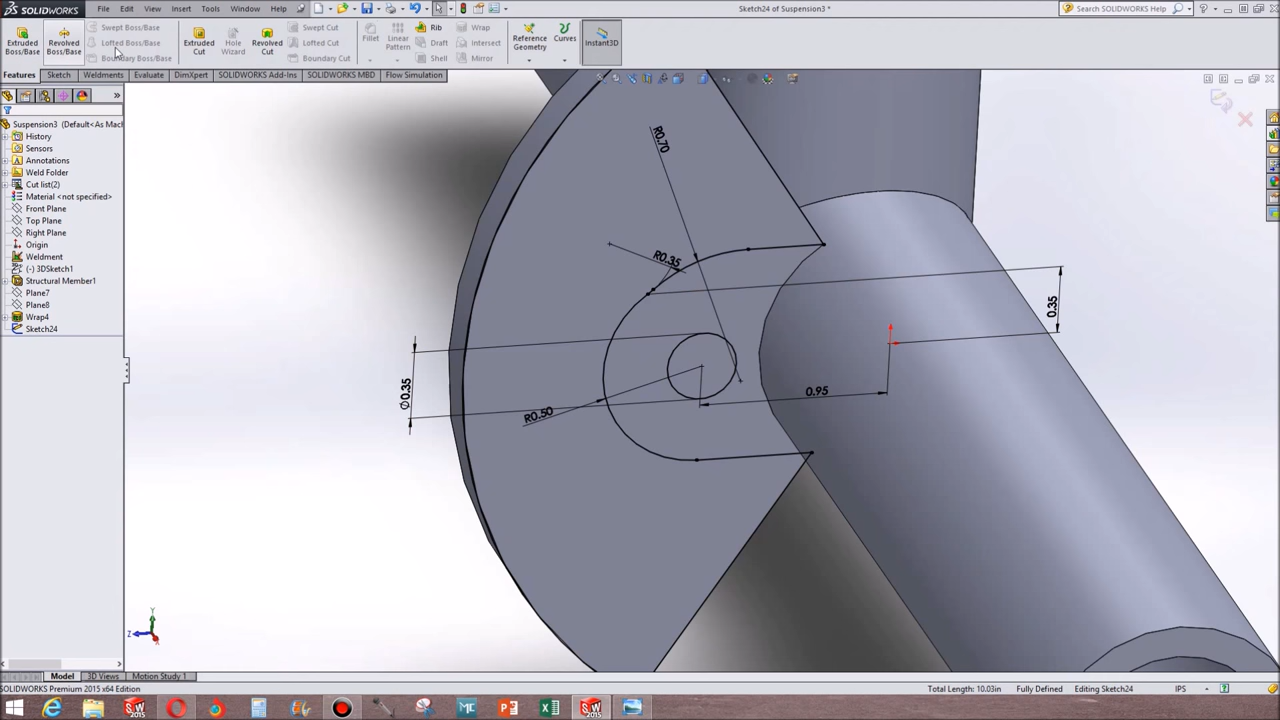 SOLIDWORKS File Edit View Insert Tools Window Help Sketch24 of Suspension3 * Search SOLIDWORKS Help
Extruded Boss/Base
Revolved Boss/Base
Swept Boss/Base
Lofted Boss/Base
Boundary Boss/Base
Extruded Cut
Hole Wizard
Revolved Cut
Swept Cut
Lofted Cut
Boundary Cut
Fillet
Linear Pattern
Rib
Draft
Shell
Wrap
Intersect
Mirror
Reference Geometry
Curves
Instant3D
Features Sketch Weldments Evaluate DimXpert SOLIDWORKS Add-Ins SOLIDWORKS MBD Flow Simulation
Suspension3 (Default<As Mach
History
Sensors
Annotations
Weld Folder
Cut list(2)
Material <not specified>
Front Plane
Top Plane
Right Plane
Origin
Weldment
(-) 3DSketch1
Structural Member1
Plane7
Plane8
Wrap4
Sketch24
R0.70
R0.35
0.35
Ø0.35
0.95
R0.50
Y
Z
X
Model 3D Views Motion Study 1
SOLIDWORKS Premium 2015 x64 Edition Total Length: 10.03in Fully Defined Editing Sketch24 IPS